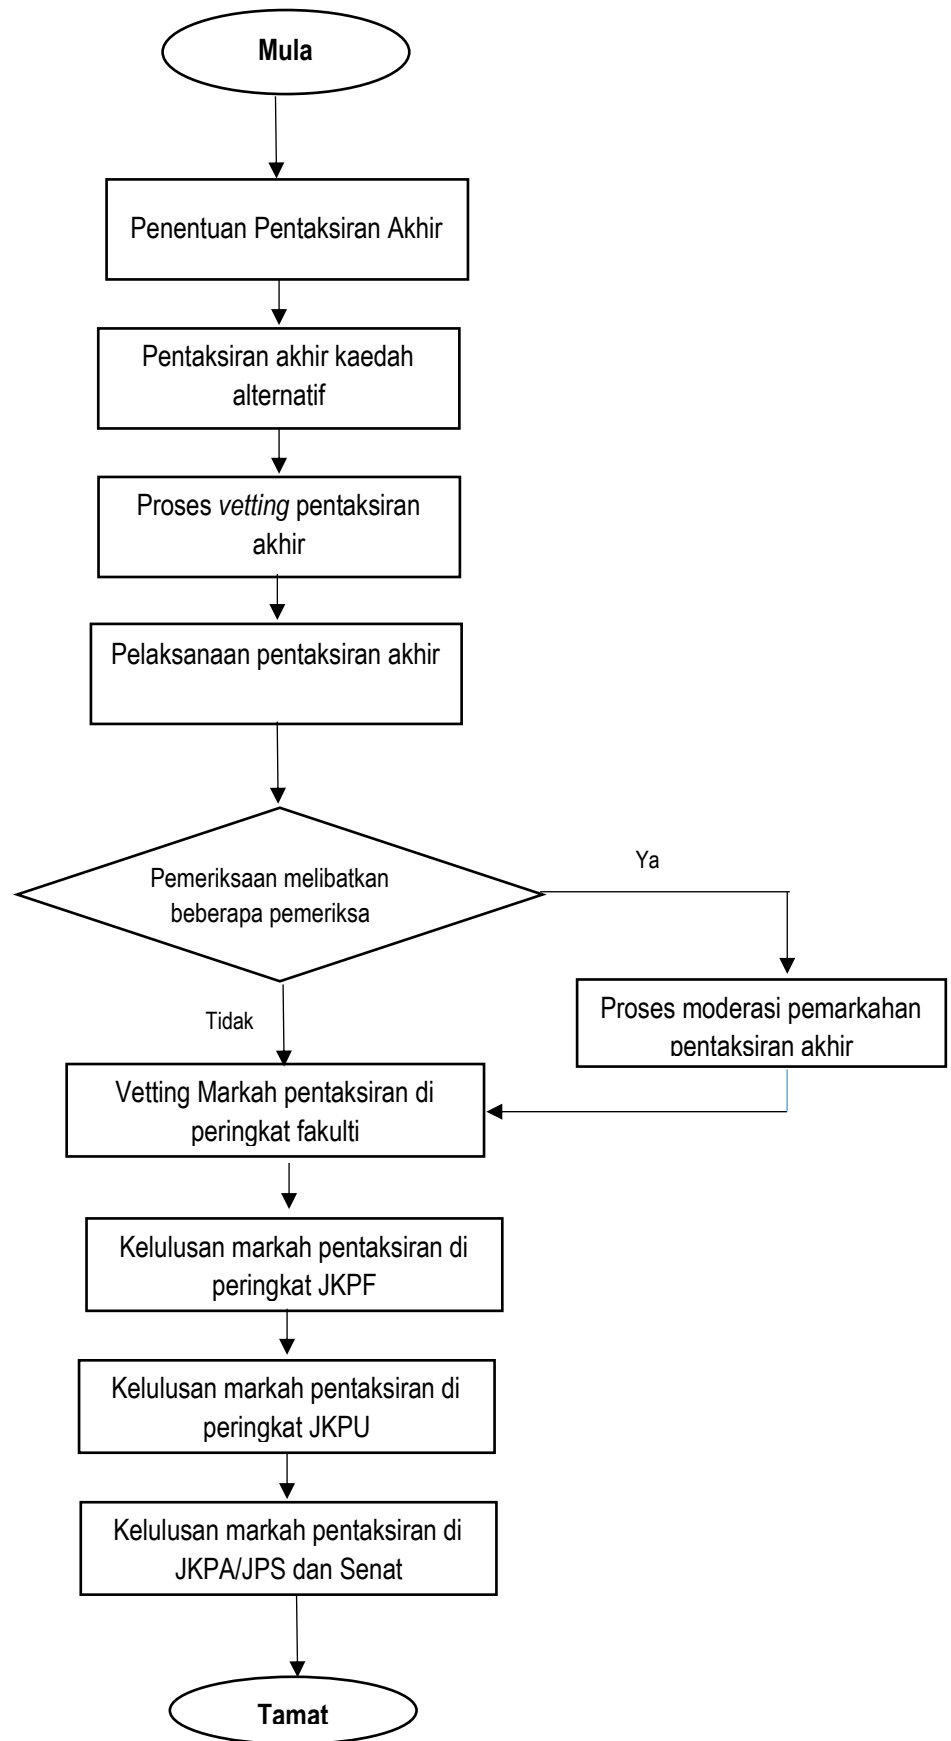 Mula
Penentuan Pentaksiran Akhir
Pentaksiran akhir kaedah
alternatif
Proses vetting pentaksiran
akhir
Pelaksanaan pentaksiran akhir
Pemeriksaan melibatkan
beberapa pemeriksa
Ya
Proses moderasi pemarkahan
pentaksiran akhir
Tidak
Vetting Markah pentaksiran di
peringkat fakulti
Kelulusan markah pentaksiran di
peringkat JKPF
Kelulusan markah pentaksiran di
peringkat JKPU
Kelulusan markah pentaksiran di
JKPA/JPS dan Senat
Tamat